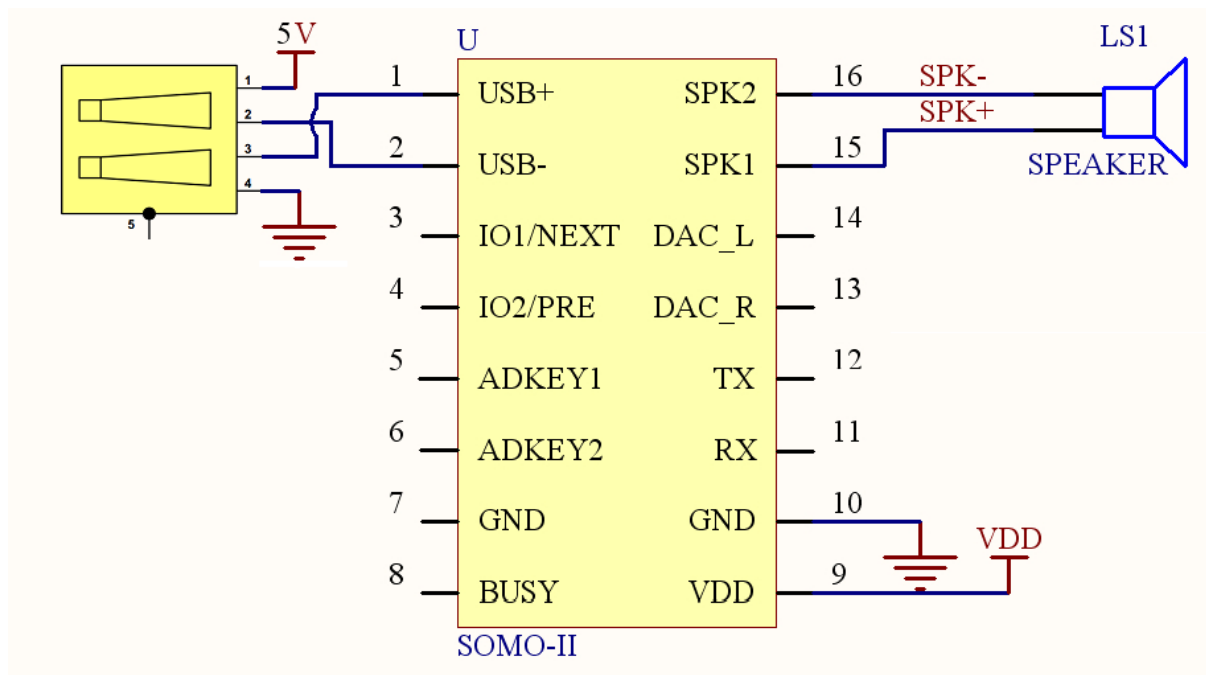 5V
1
2
3
4
5
U
1 USB+
2 USB-
3 IO1/NEXT
4 IO2/PRE
5 ADKEY1
6 ADKEY2
7 GND
8 BUSY
SPK2 16
SPK1 15
DAC_L 14
DAC_R 13
TX 12
RX 11
GND 10
VDD 9
SOMO-II
SPK-
SPK+
LS1
SPEAKER
VDD